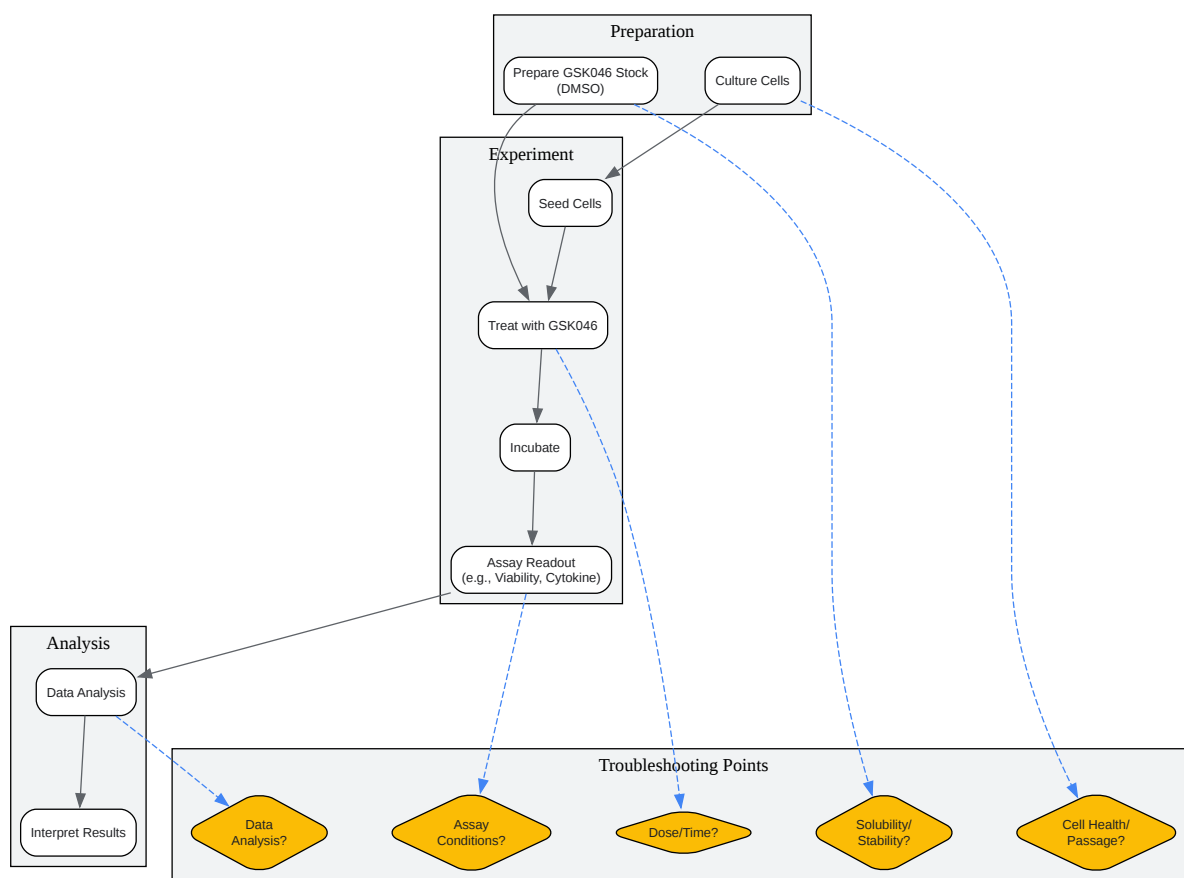 Preparation
Prepare GSK046 Stock
(DMSO)
Culture Cells
Experiment
Seed Cells
Treat with GSK046
Incubate
Assay Readout
(e.g., Viability, Cytokine)
Analysis
Data Analysis
Interpret Results
Troubleshooting Points
Data
Analysis?
Assay
Conditions?
Dose/Time?
Solubility/
Stability?
Cell Health/
Passage?